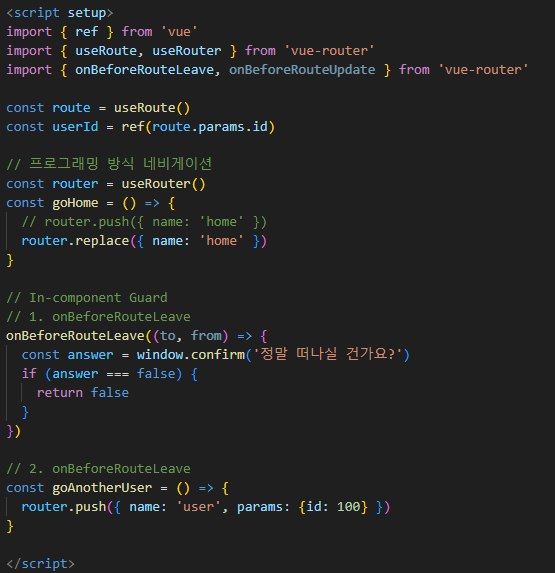 <script setup>
import { ref } from 'vue'
import { useRoute, useRouter } from 'vue-router'
import { onBeforeRouteLeave, onBeforeRouteUpdate } from 'vue-router'

const route = useRoute()
const userId = ref(route.params.id)

// 프로그래밍 방식 네비게이션
const router = useRouter()
const goHome = () => {
  // router.push({ name: 'home' })
  router.replace({ name: 'home' })
}

// In-component Guard
// 1. onBeforeRouteLeave
onBeforeRouteLeave((to, from) => {
  const answer = window.confirm('정말 떠나실 건가요?')
  if (answer === false) {
    return false
  }
})

// 2. onBeforeRouteLeave
const goAnotherUser = () => {
  router.push({ name: 'user', params: {id: 100} })
}

</script>